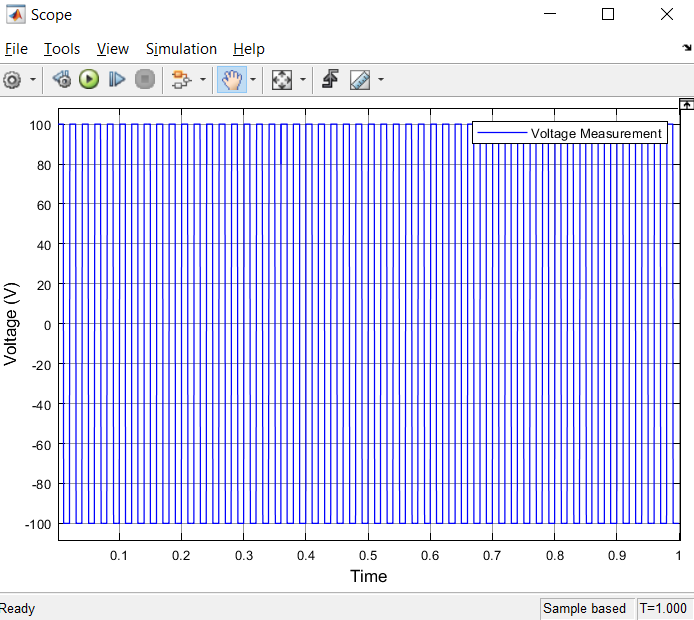 Scope
File Tools View Simulation Help
Voltage Measurement
100
80
60
40
20
0
-20
-40
-60
-80
-100
Voltage (V)
0.1 0.2 0.3 0.4 0.5 0.6 0.7 0.8 0.9 1
Time
Ready Sample based T=1.000